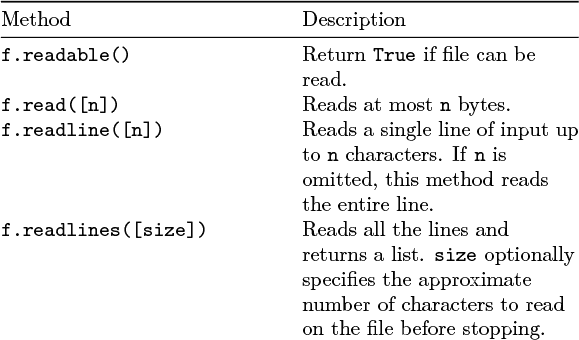 Method Description
f.readable() Return True if file can be
read.
f.read([n]) Reads at most n bytes.
f.readline([n]) Reads a single line of input up
to n characters. If n is
omitted, this method reads
the entire line.
f.readlines([size]) Reads all the lines and
returns a list. size optionally
specifies the approximate
number of characters to read
on the file before stopping.